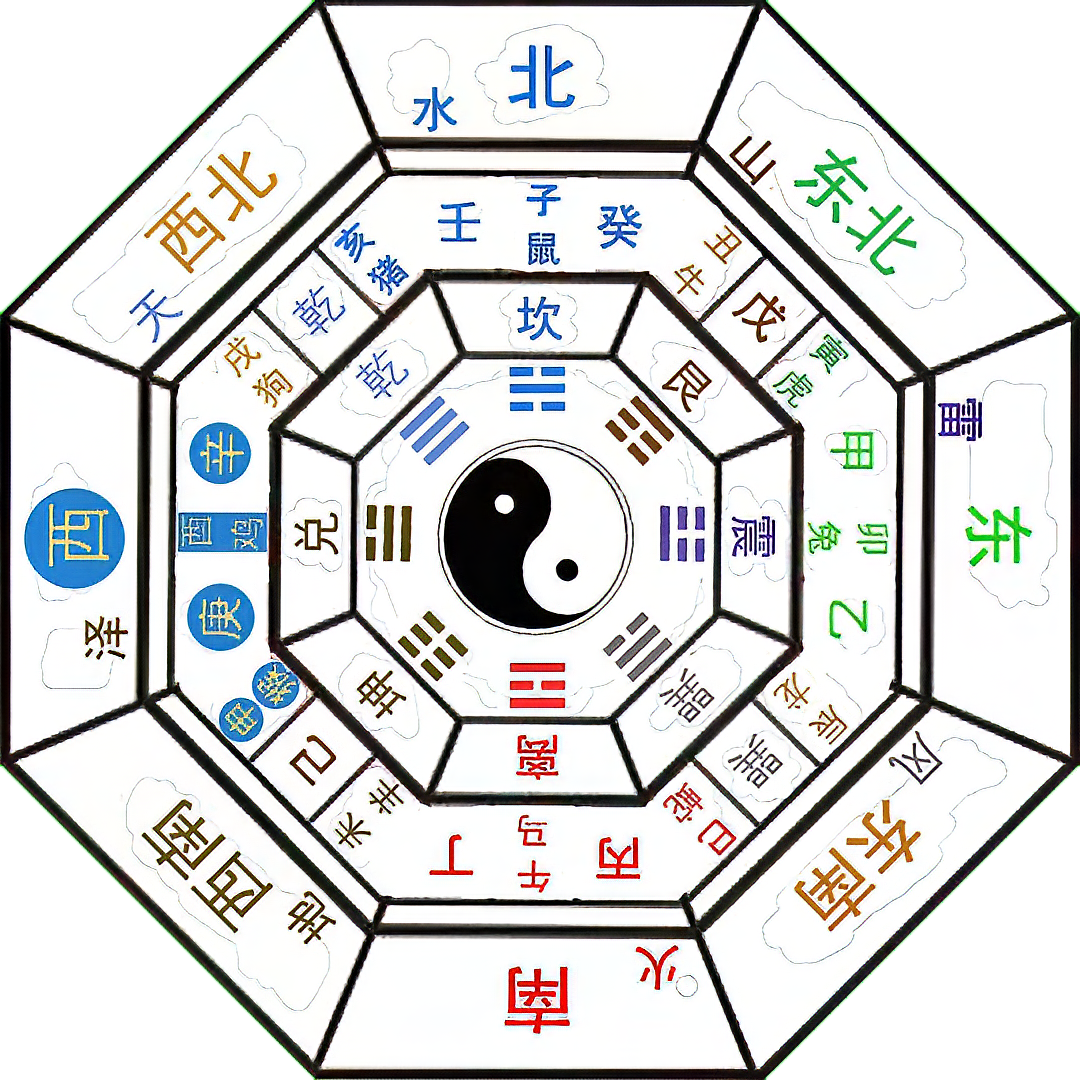 北
水
东北
山
东
雷
东南
风
南
火
西南
地
西
泽
西北
天
壬
子
鼠
癸
丑
牛
戊
寅
虎
甲
卯
兔
乙
辰
龙
巽
巳
蛇
丙
午
马
丁
未
羊
己
申
猴
庚
酉
鸡
辛
戌
狗
乾
亥
猪
坎
艮
震
巽
离
坤
兑
乾